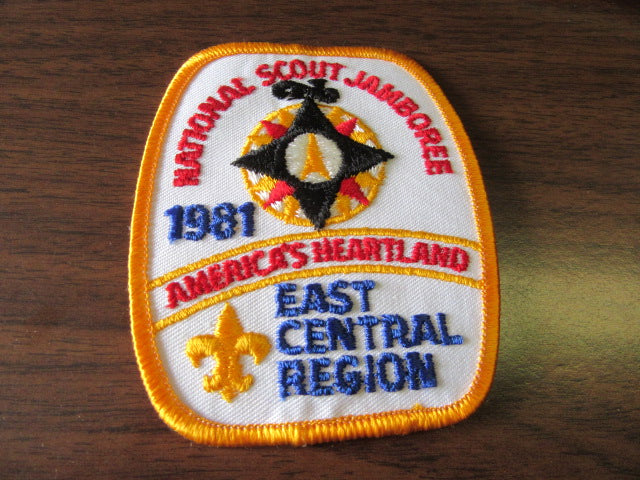 NATIONAL SCOUT JAMBOREE
1981
AMERICA'S HEARTLAND
EAST
CENTRAL
REGION